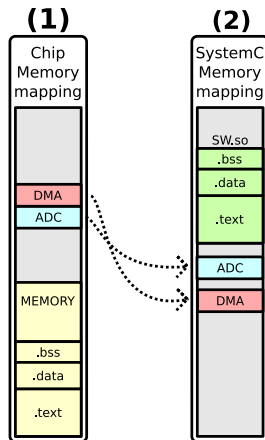 (1)
Chip
Memory
mapping
DMA
ADC
MEMORY
.bss
.data
.text
(2)
SystemC
Memory
mapping
SW.so
.bss
.data
.text
ADC
DMA